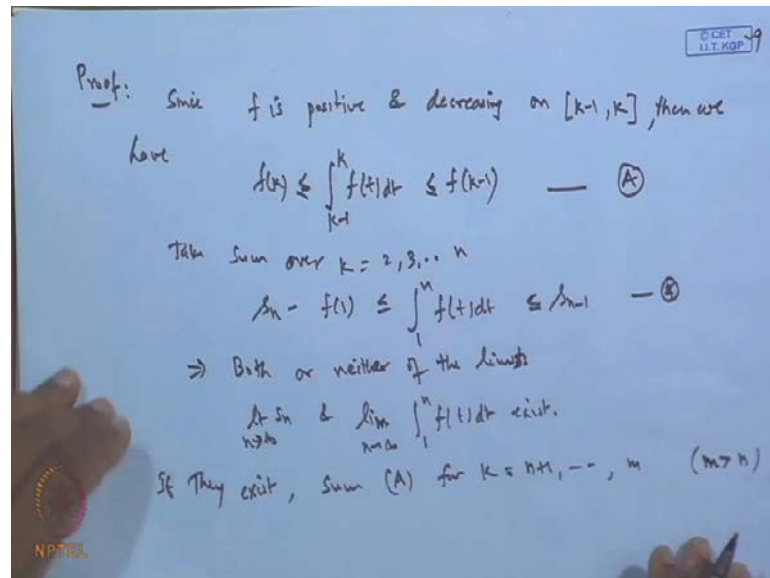 © CET
I.I.T. KGP
Proof: Since f is positive & decreasing on [k-1, k], then we
have
f(k) ≤ ∫_{k-1}^{k} f(t) dt ≤ f(k-1) — (A)
Take Sum over k = 2, 3, .. n
s_n - f(1) ≤ ∫_1^n f(t) dt ≤ s_{n-1} —
⇒ Both or neither of the limits
lt_{n→∞} s_n & lim_{n→∞} ∫_1^n f(t) dt exist.
If They exist, sum (A) for k = n+1, --, m (m > n)
NPTEL